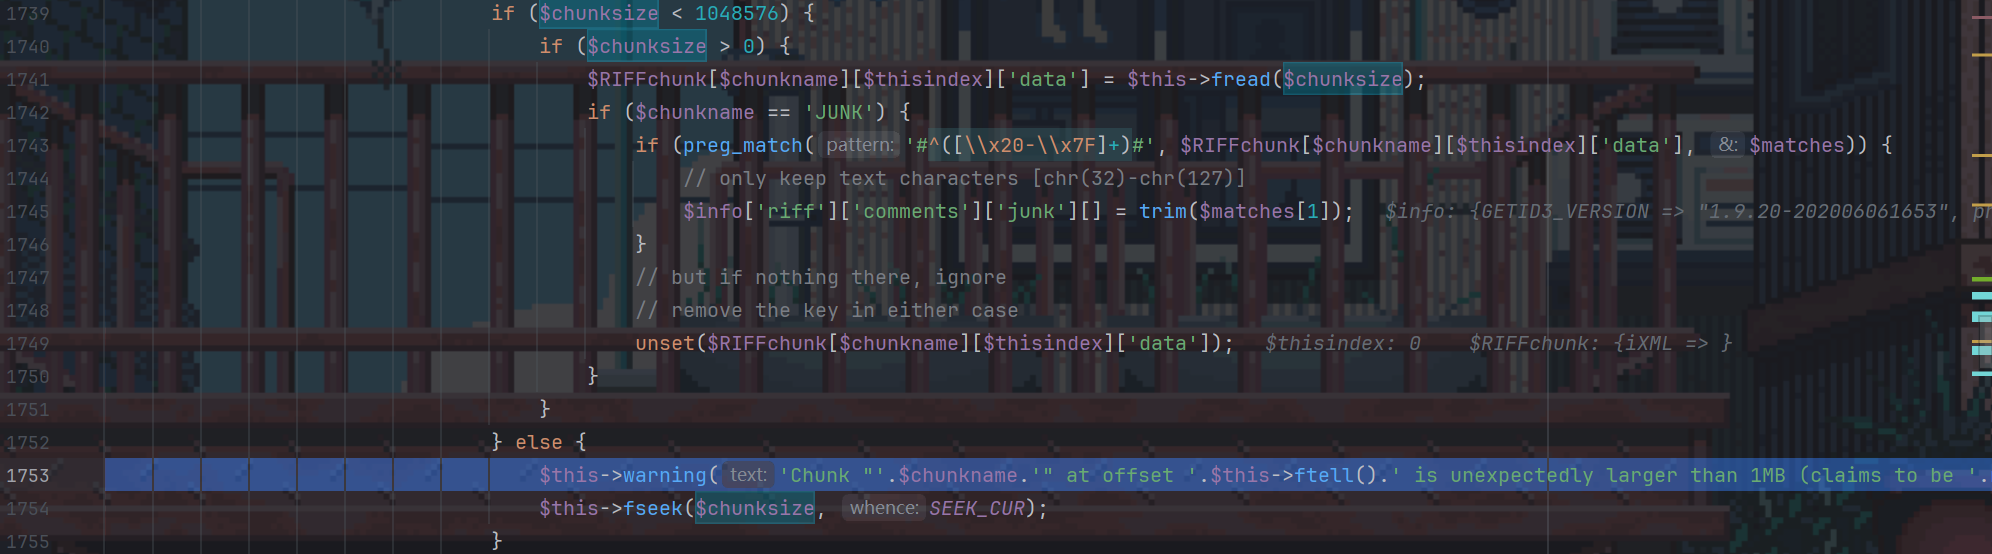 1739 if ($chunksize < 1048576) {
1740 if ($chunksize > 0) {
1741 $RIFFchunk[$chunkname][$thisindex]['data'] = $this->fread($chunksize);
1742 if ($chunkname == 'JUNK') {
1743 if (preg_match( pattern: '#^([\\x20-\\x7F]+)#', $RIFFchunk[$chunkname][$thisindex]['data'], &: $matches)) {
1744 // only keep text characters [chr(32)-chr(127)]
1745 $info['riff']['comments']['junk'][] = trim($matches[1]); $info: {GETID3_VERSION => "1.9.20-202006061653", pr
1746 }
1747 // but if nothing there, ignore
1748 // remove the key in either case
1749 unset($RIFFchunk[$chunkname][$thisindex]['data']); $thisindex: 0 $RIFFchunk: {iXML => }
1750 }
1751 }
1752 } else {
1753 $this->warning( text: 'Chunk "'.$chunkname.'" at offset '.$this->ftell().' is unexpectedly larger than 1MB (claims to be '.
1754 $this->fseek($chunksize, whence: SEEK_CUR);
1755 }